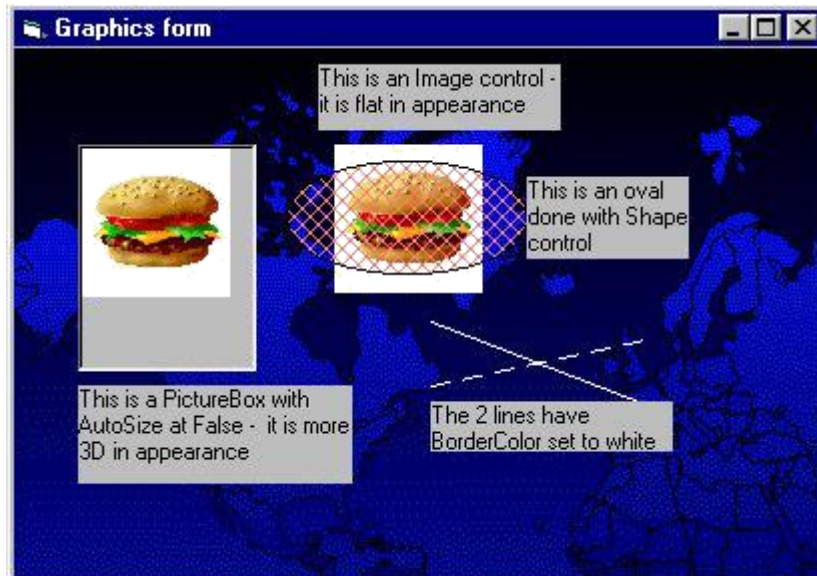 Graphics form
This is an Image control -
it is flat in appearance
This is an oval
done with Shape
control
This is a PictureBox with
AutoSize at False - it is more
3D in appearance
The 2 lines have
BorderColor set to white